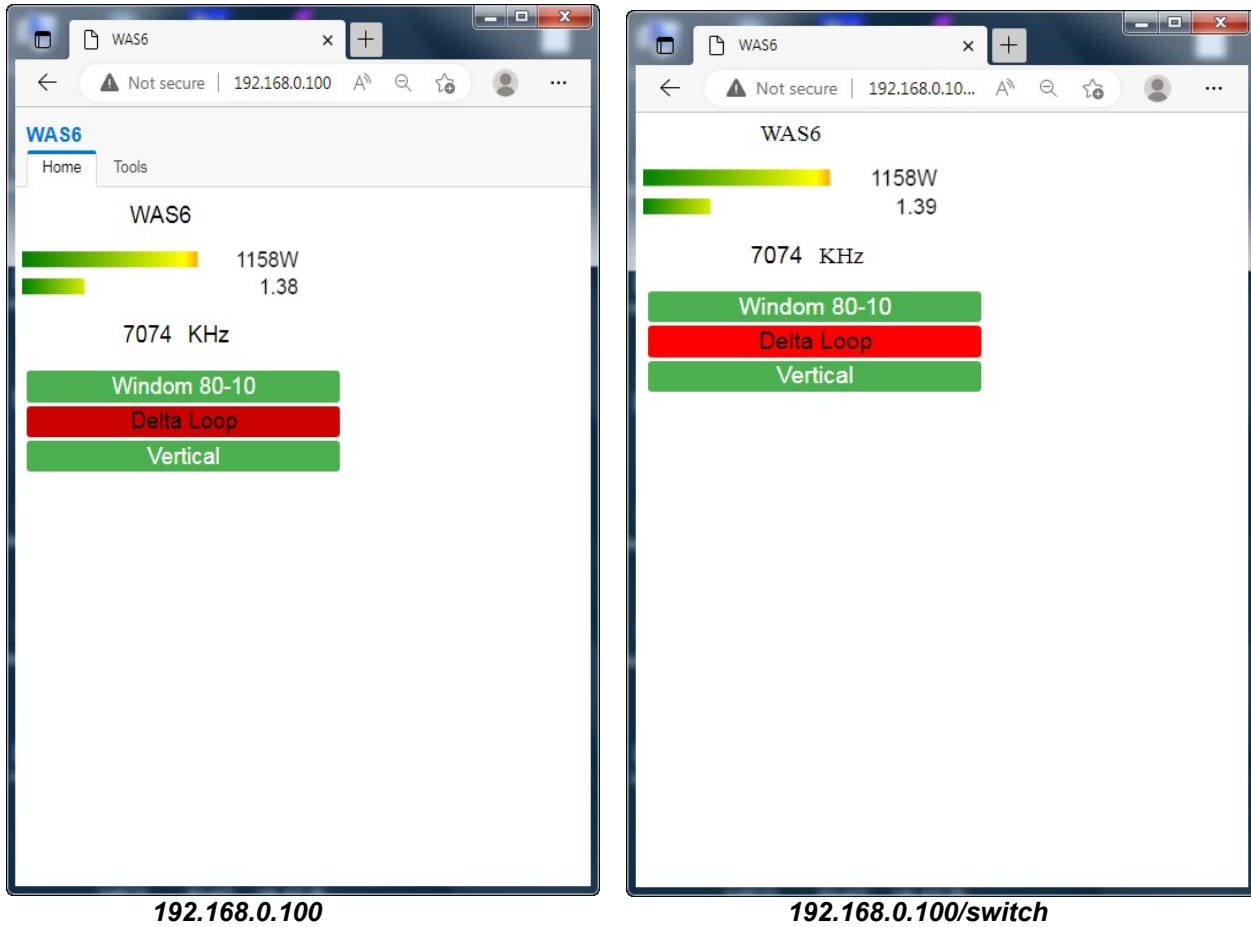 WAS6
Not secure | 192.168.0.100
WAS6
Home Tools
WAS6
1158W
1.38
7074 KHz
Windom 80-10
Delta Loop
Vertical
192.168.0.100
WAS6
Not secure | 192.168.0.10...
WAS6
1158W
1.39
7074 KHz
Windom 80-10
Delta Loop
Vertical
192.168.0.100/switch